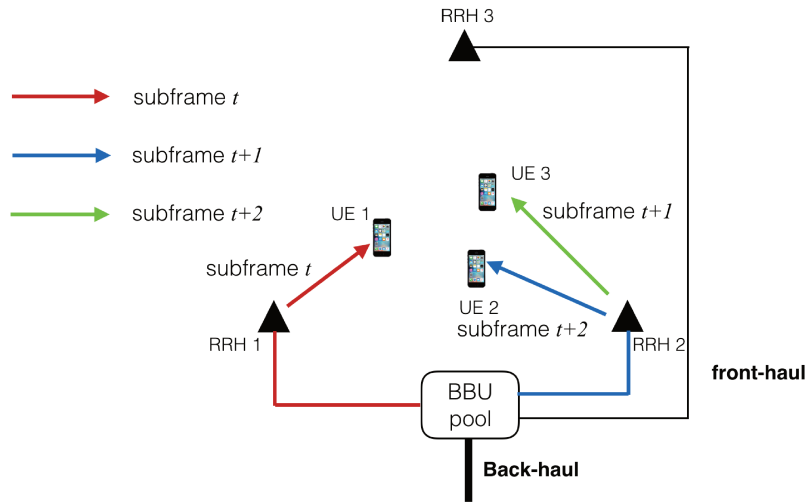 RRH 3
subframe t
subframe t+1
subframe t+2
UE 3
UE 1
subframe t+1
subframe t
UE 2
subframe t+2
RRH 1
RRH 2
front-haul
BBU
pool
Back-haul